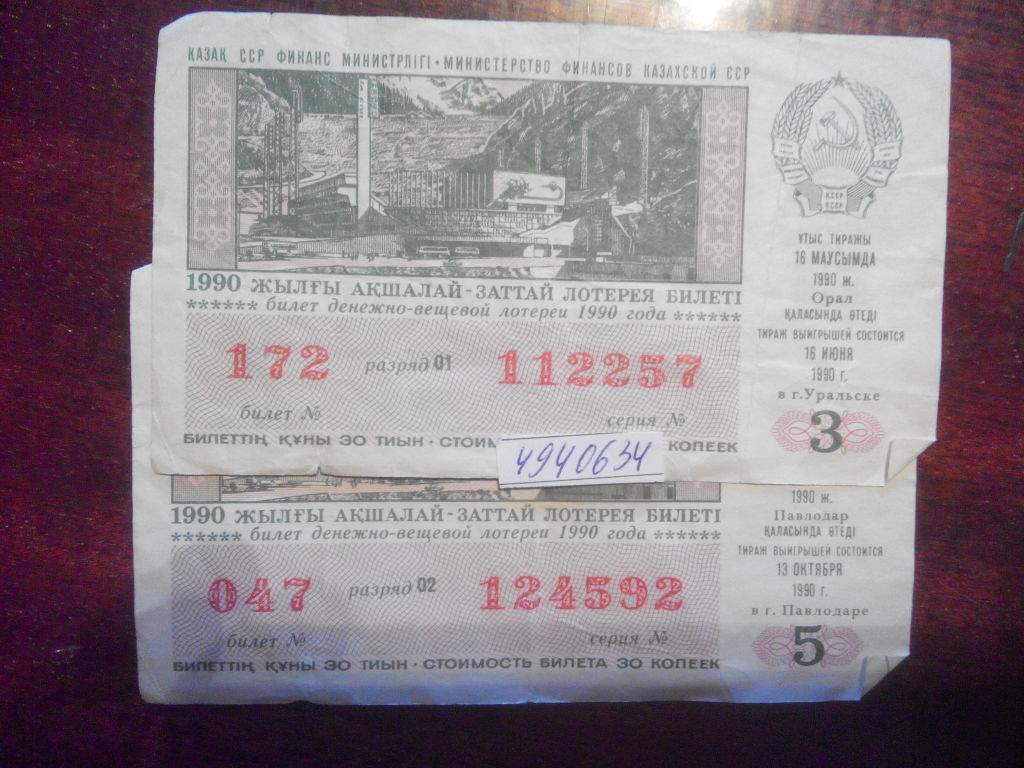 ҚАЗАҚ ССР ФИНАНС МИНИСТРЛІГІ · МИНИСТЕРСТВО ФИНАНСОВ КАЗАХСКОЙ ССР
ҰТЫС ТИРАЖЫ
16 МАУСЫМДА
1990 ж.
Орал
ҚАЛАСЫНДА ӨТЕДІ
ТИРАЖ ВЫИГРЫШЕЙ СОСТОИТСЯ
16 ИЮНЯ
1990 г.
в г.Уральске
3
1990 ЖЫЛҒЫ АҚШАЛАЙ-ЗАТТАЙ ЛОТЕРЕЯ БИЛЕТІ
****** билет денежно-вещевой лотереи 1990 года ******
172 разряд 01 112257
билет № серия №
БИЛЕТТІҢ ҚҰНЫ 30 ТИЫН · СТОИМ КОПЕЕК
4940634
1990 ж.
Павлодар
ҚАЛАСЫНДА ӨТЕДІ
ТИРАЖ ВЫИГРЫШЕЙ СОСТОИТСЯ
13 ОКТЯБРЯ
1990 г.
в г. Павлодаре
5
1990 ЖЫЛҒЫ АҚШАЛАЙ-ЗАТТАЙ ЛОТЕРЕЯ БИЛЕТІ
****** билет денежно-вещевой лотереи 1990 года ******
047 разряд 02 124592
билет № серия №
БИЛЕТТІҢ ҚҰНЫ 30 ТИЫН · СТОИМОСТЬ БИЛЕТА 30 КОПЕЕК